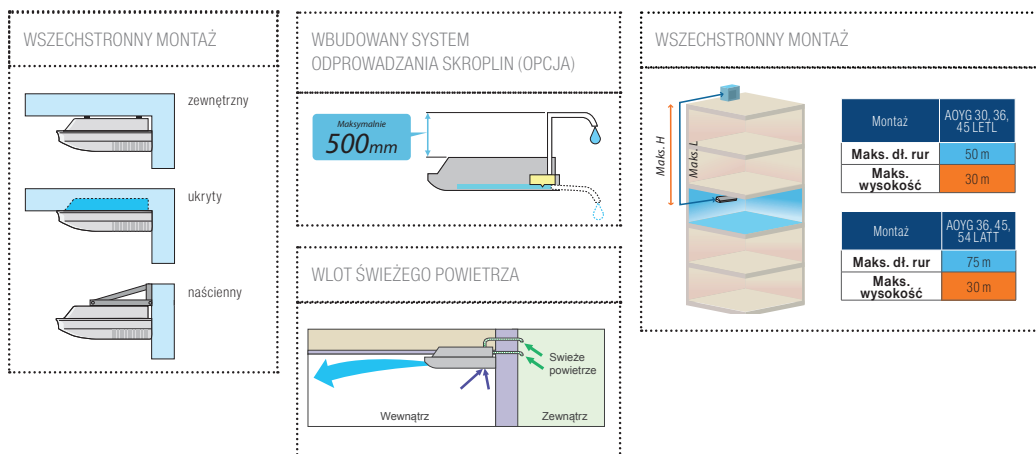 WSZECHSTRONNY MONTAŻ
zewnętrzny
ukryty
naścienny
WBUDOWANY SYSTEM
ODPROWADZANIA SKROPLIN (OPCJA)
Maksymalnie
500mm
WLOT ŚWIEŻEGO POWIETRZA
Swieże
powietrze
Wewnątrz
Zewnątrz
WSZECHSTRONNY MONTAŻ
Maks. H
Maks. L
Montaż AOYG 30, 36,
45 LETL
Maks. dł. rur 50 m
Maks.
wysokość 30 m
Montaż AOYG 36, 45,
54 LATT
Maks. dł. rur 75 m
Maks.
wysokość 30 m